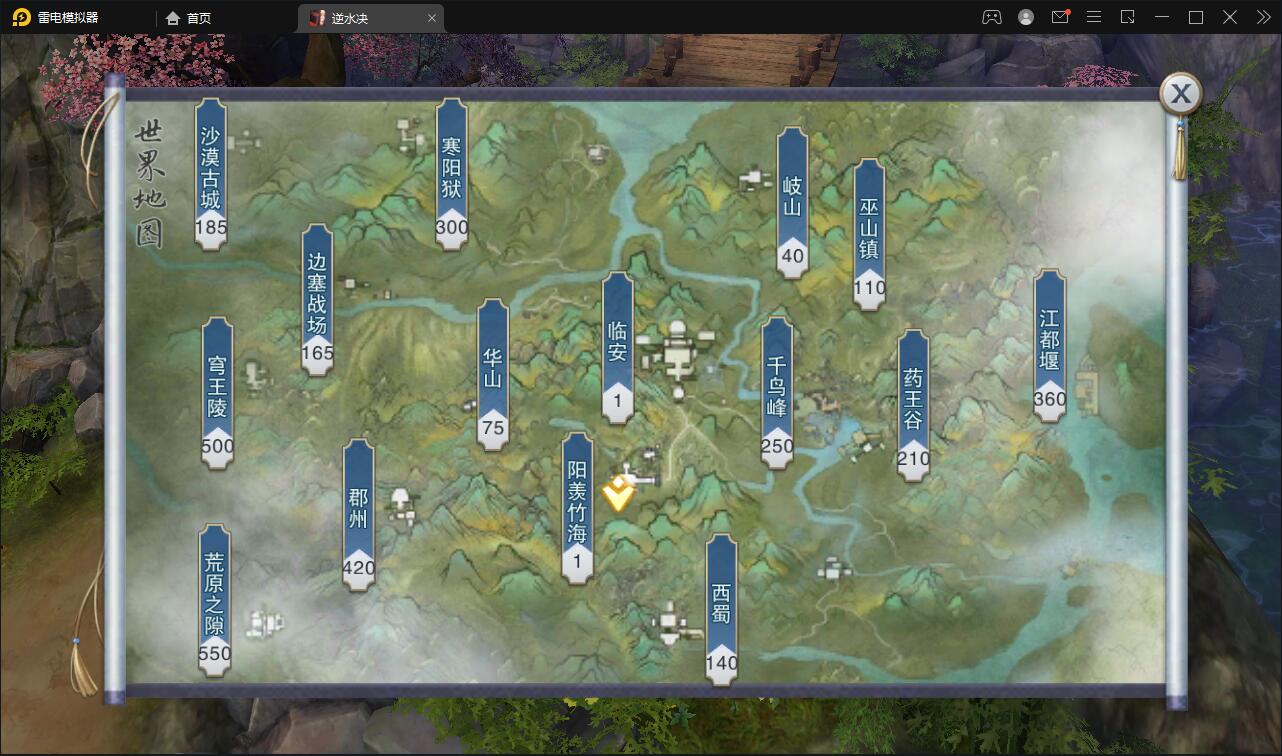 雷电模拟器
首页
逆水决
世界地图
沙漠古城
185
寒阳狱
300
岐山
40
巫山镇
110
边塞战场
165
江都堰
360
临安
1
华山
75
穹王陵
500
千鸟峰
250
药王谷
210
阳羡竹海
1
郡州
420
荒原之隙
550
西蜀
140
X